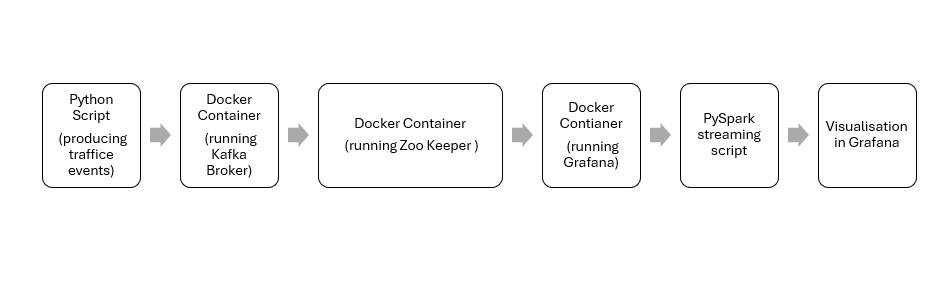 Python
Script
(producing
traffice
events)
Docker
Container
(running
Kafka
Broker)
Docker Container
(running Zoo Keeper )
Docker
Contianer
(running
Grafana)
PySpark
streaming
script
Visualisation
in Grafana